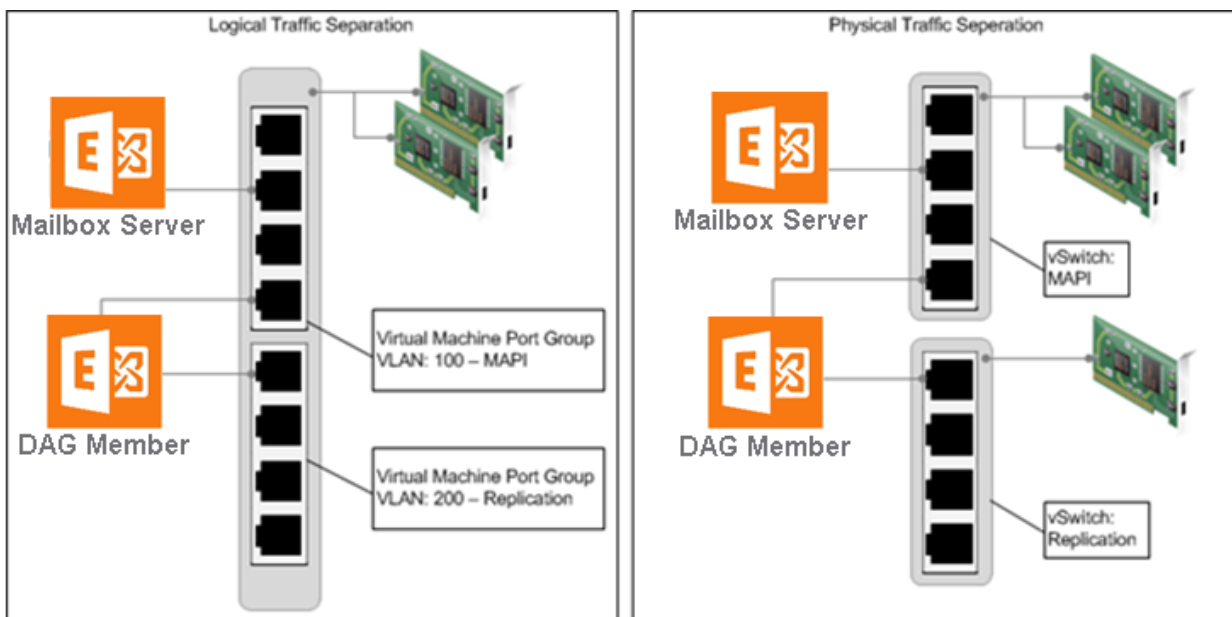 Logical Traffic Separation
E
Mailbox Server
E
DAG Member
Virtual Machine Port Group
VLAN: 100 – MAPI
Virtual Machine Port Group
VLAN: 200 – Replication
Physical Traffic Seperation
E
Mailbox Server
vSwitch:
MAPI
E
DAG Member
vSwitch:
Replication